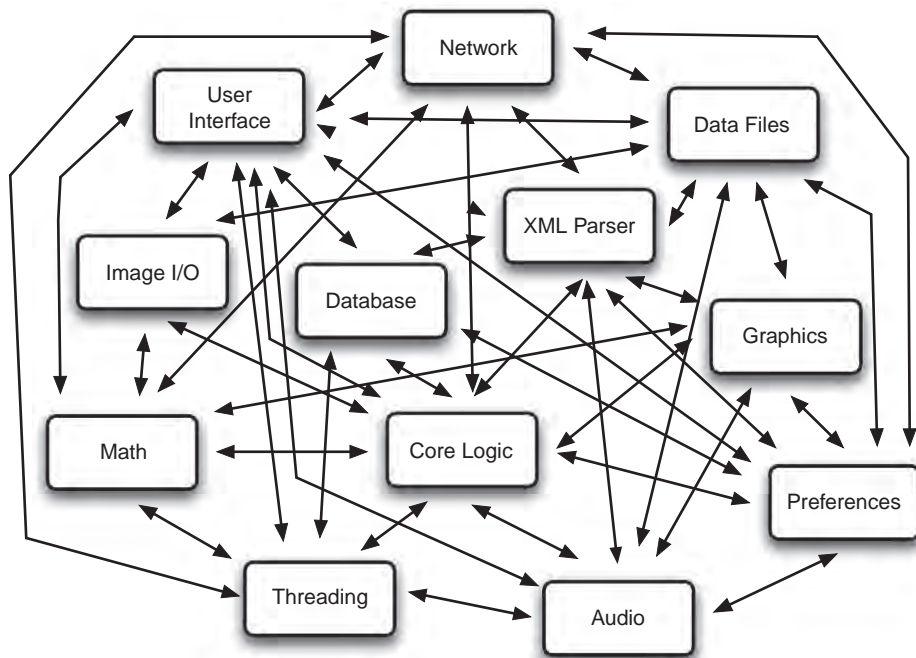 Network
User
Interface
Data Files
XML Parser
Image I/O
Database
Graphics
Math
Core Logic
Preferences
Threading
Audio